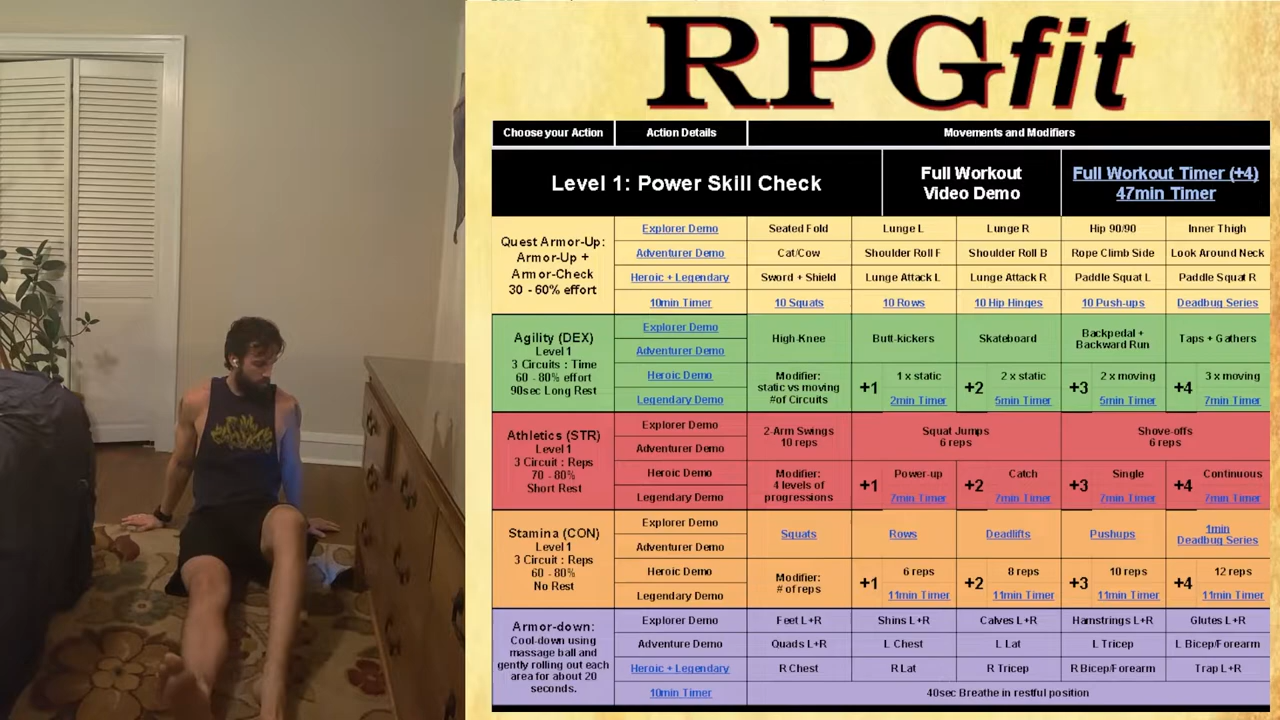 RPGfit
Choose your Action
Action Details
Movements and Modifiers
Level 1: Power Skill Check
Full Workout
Video Demo
Full Workout Timer (+4)
47min Timer
Quest Armor-Up:
Armor-Up +
Armor-Check
30 - 60% effort
Explorer Demo
Seated Fold
Lunge L
Lunge R
Hip 90/90
Inner Thigh
Adventurer Demo
Cat/Cow
Shoulder Roll F
Shoulder Roll B
Rope Climb Side
Look Around Neck
Heroic + Legendary
Sword + Shield
Lunge Attack L
Lunge Attack R
Paddle Squat L
Paddle Squat R
10min Timer
10 Squats
10 Rows
10 Hip Hinges
10 Push-ups
Deadbug Series
Agility (DEX)
Level 1
3 Circuits : Time
60 - 80% effort
90sec Long Rest
Explorer Demo
Adventurer Demo
High-Knee
Butt-kickers
Skateboard
Backpedal +
Backward Run
Taps + Gathers
Heroic Demo
Legendary Demo
Modifier:
static vs moving
#of Circuits
+1
1 x static
2min Timer
+2
2 x static
5min Timer
+3
2 x moving
5min Timer
+4
3 x moving
7min Timer
Athletics (STR)
Level 1
3 Circuit : Reps
70 - 80%
Short Rest
Explorer Demo
Adventurer Demo
2-Arm Swings
10 reps
Squat Jumps
6 reps
Shove-offs
6 reps
Heroic Demo
Legendary Demo
Modifier:
4 levels of
progressions
+1
Power-up
7min Timer
+2
Catch
7min Timer
+3
Single
7min Timer
+4
Continuous
7min Timer
Stamina (CON)
Level 1
3 Circuit : Reps
60 - 80%
No Rest
Explorer Demo
Adventurer Demo
Squats
Rows
Deadlifts
Pushups
1min
Deadbug Series
Heroic Demo
Legendary Demo
Modifier:
# of reps
+1
6 reps
11min Timer
+2
8 reps
11min Timer
+3
10 reps
11min Timer
+4
12 reps
11min Timer
Armor-down:
Cool-down using
massage ball and
gently rolling out each
area for about 20
seconds.
Explorer Demo
Feet L+R
Shins L+R
Calves L+R
Hamstrings L+R
Glutes L+R
Adventure Demo
Quads L+R
L Chest
L Lat
L Tricep
L Bicep/Forearm
Heroic + Legendary
R Chest
R Lat
R Tricep
R Bicep/Forearm
Trap L+R
10min Timer
40sec Breathe in restful position